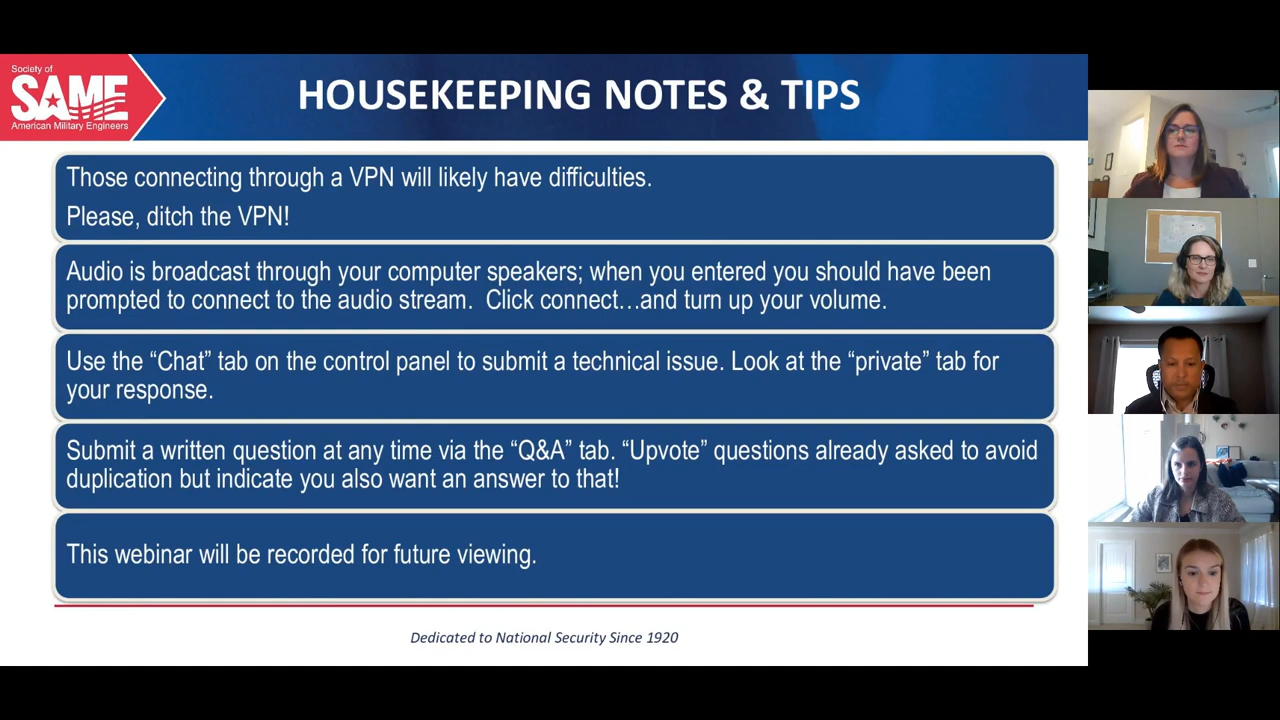 Society of
SAME
American Military Engineers
HOUSEKEEPING NOTES & TIPS
Those connecting through a VPN will likely have difficulties.
Please, ditch the VPN!
Audio is broadcast through your computer speakers; when you entered you should have been
prompted to connect to the audio stream.  Click connect…and turn up your volume.
Use the “Chat” tab on the control panel to submit a technical issue. Look at the “private” tab for
your response.
Submit a written question at any time via the “Q&A” tab. “Upvote” questions already asked to avoid
duplication but indicate you also want an answer to that!
This webinar will be recorded for future viewing.
Dedicated to National Security Since 1920